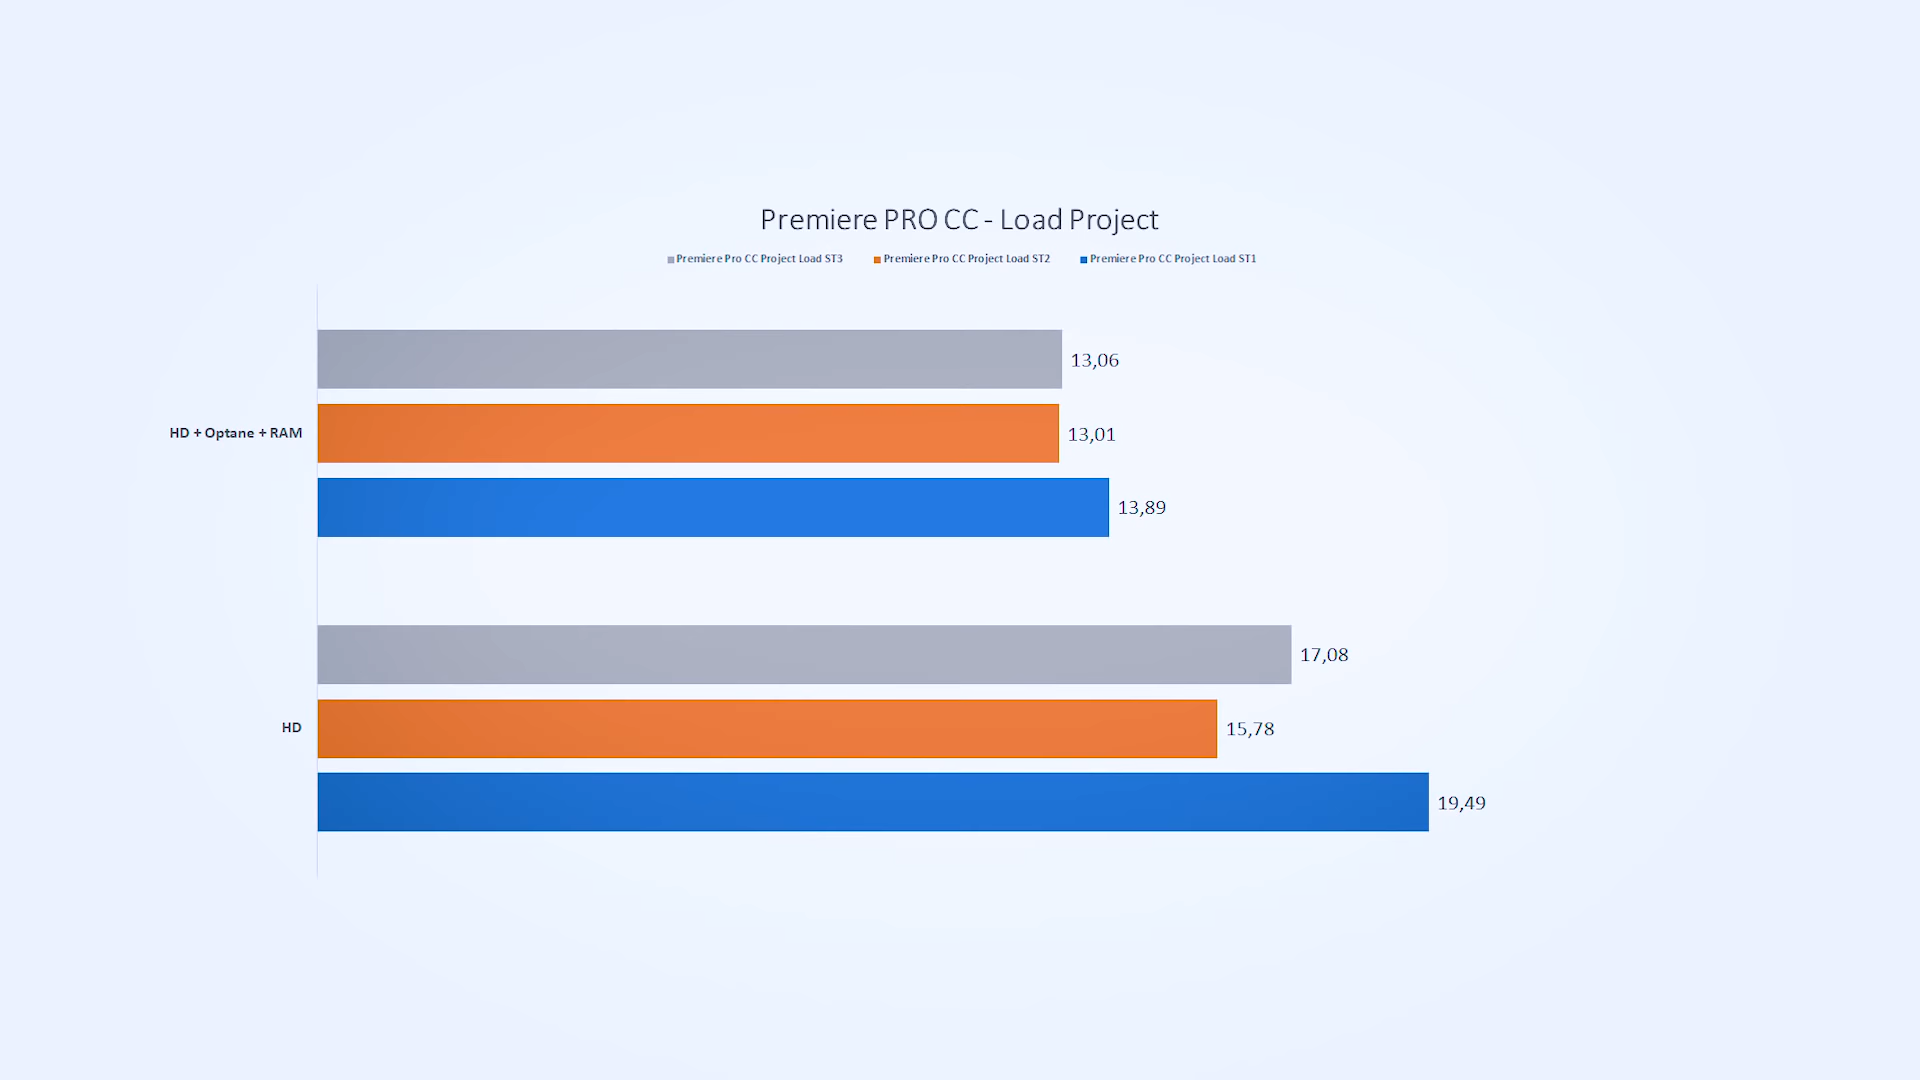 Premiere PRO CC - Load Project
Premiere Pro CC Project Load ST3 Premiere Pro CC Project Load ST2 Premiere Pro CC Project Load ST1
13,06
HD + Optane + RAM
13,01
13,89
17,08
HD
15,78
19,49